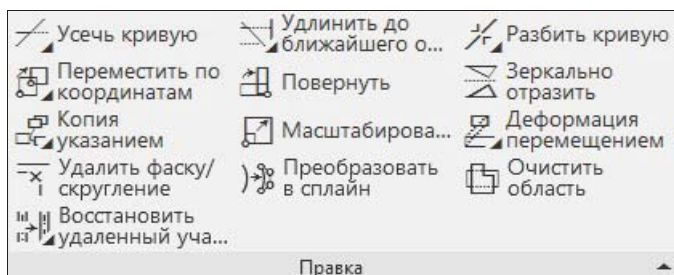 Усечь кривую
Удлинить до
ближайшего о...
Разбить кривую
Переместить по
координатам
Повернуть
Зеркально
отразить
Копия
указанием
Масштабирова...
Деформация
перемещением
Удалить фаску/
скругление
Преобразовать
в сплайн
Очистить
область
Восстановить
удаленный уча...
Правка